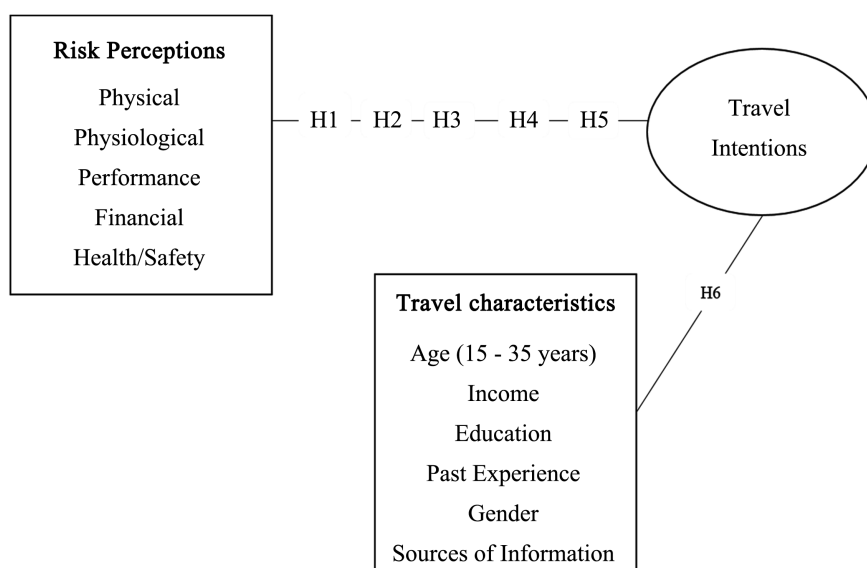 Risk Perceptions
Physical
Physiological
Performance
Financial
Health/Safety
H1 – H2 – H3 — H4 — H5
Travel
Intentions
H6
Travel characteristics
Age (15 - 35 years)
Income
Education
Past Experience
Gender
Sources of Information